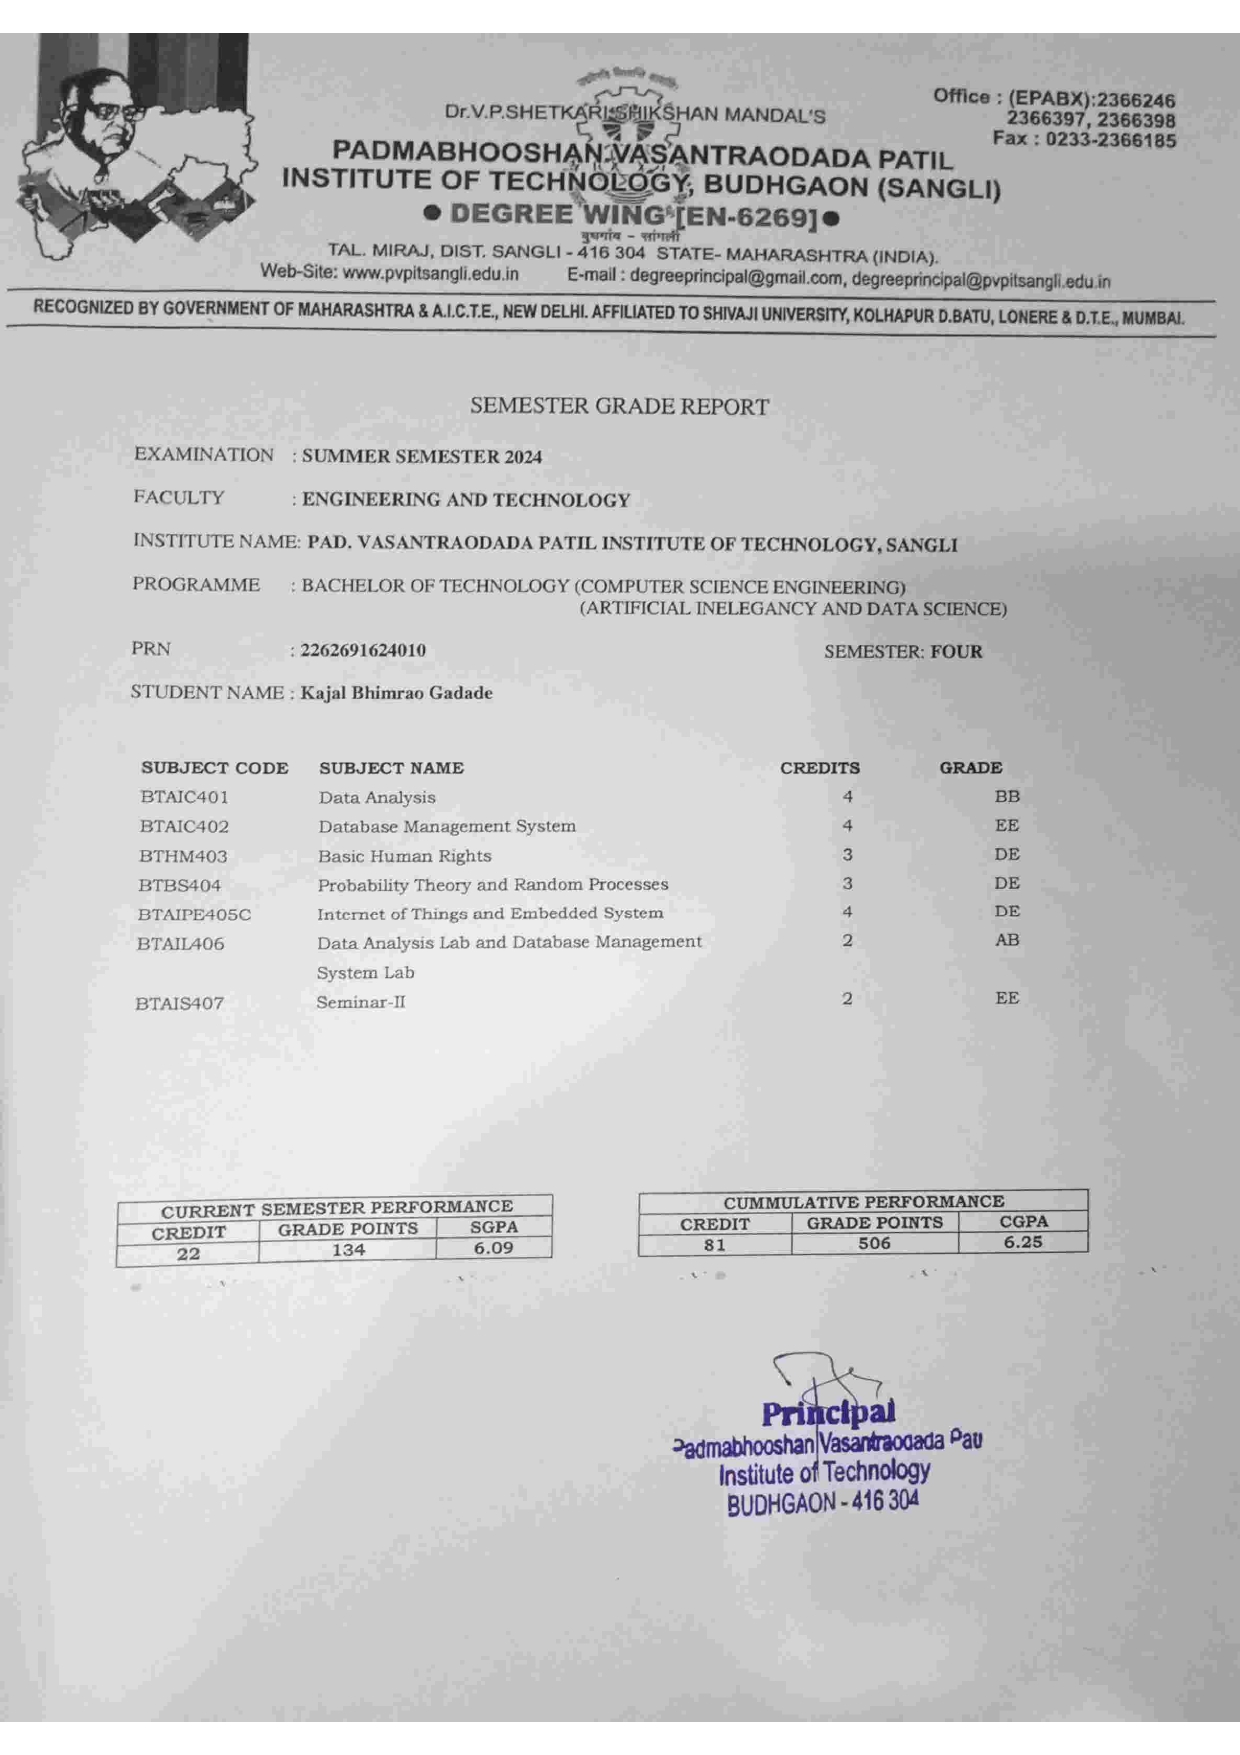 Office : (EPABX):2366246
2366397, 2366398
Fax : 0233-2366185
Dr.V.P.SHETKARI SHIKSHAN MANDAL'S
PADMABHOOSHAN VASANTRAODADA PATIL
INSTITUTE OF TECHNOLOGY, BUDHGAON (SANGLI)
● DEGREE WING [EN-6269] ●
बुधगांव - सांगली
TAL. MIRAJ, DIST. SANGLI - 416 304 STATE- MAHARASHTRA (INDIA).
Web-Site: www.pvpitsangli.edu.in E-mail : degreeprincipal@gmail.com, degreeprincipal@pvpitsangli.edu.in
RECOGNIZED BY GOVERNMENT OF MAHARASHTRA & A.I.C.T.E., NEW DELHI. AFFILIATED TO SHIVAJI UNIVERSITY, KOLHAPUR D.BATU, LONERE & D.T.E., MUMBAI.
SEMESTER GRADE REPORT
EXAMINATION : SUMMER SEMESTER 2024
FACULTY : ENGINEERING AND TECHNOLOGY
INSTITUTE NAME: PAD. VASANTRAODADA PATIL INSTITUTE OF TECHNOLOGY, SANGLI
PROGRAMME : BACHELOR OF TECHNOLOGY (COMPUTER SCIENCE ENGINEERING)
(ARTIFICIAL INELEGANCY AND DATA SCIENCE)
PRN : 2262691624010 SEMESTER: FOUR
STUDENT NAME : Kajal Bhimrao Gadade
SUBJECT CODE SUBJECT NAME CREDITS GRADE
BTAIC401 Data Analysis 4 BB
BTAIC402 Database Management System 4 EE
BTHM403 Basic Human Rights 3 DE
BTBS404 Probability Theory and Random Processes 3 DE
BTAIPE405C Internet of Things and Embedded System 4 DE
BTAIL406 Data Analysis Lab and Database Management 2 AB
System Lab
BTAIS407 Seminar-II 2 EE
CURRENT SEMESTER PERFORMANCE
CREDIT GRADE POINTS SGPA
22 134 6.09
CUMMULATIVE PERFORMANCE
CREDIT GRADE POINTS CGPA
81 506 6.25
Principal
Padmabhooshan Vasantraodada Pau
Institute of Technology
BUDHGAON - 416 304